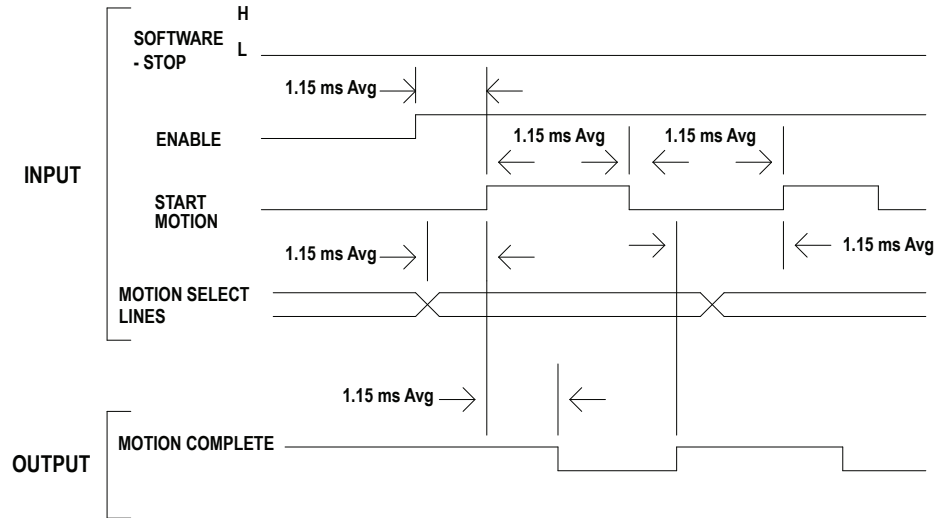 H
SOFTWARE
L
- STOP
1.15 ms Avg
ENABLE
1.15 ms Avg
1.15 ms Avg
INPUT
START
MOTION
1.15 ms Avg
1.15 ms Avg
MOTION SELECT
LINES
1.15 ms Avg
MOTION COMPLETE
OUTPUT